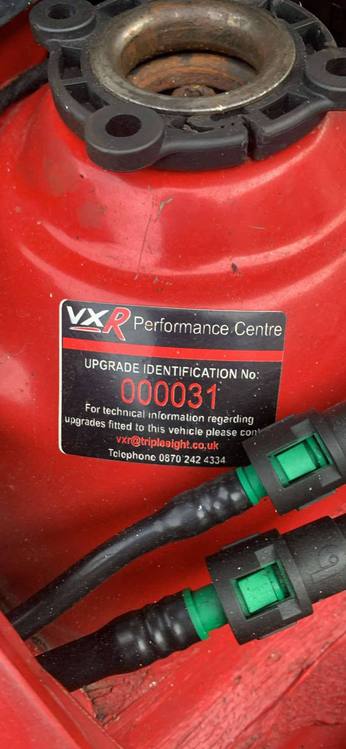 VXR Performance Centre
UPGRADE IDENTIFICATION No:
000031
For technical information regarding
upgrades fitted to this vehicle please
vxr@tripleeight.co.uk
Telephone 0870 242 4334